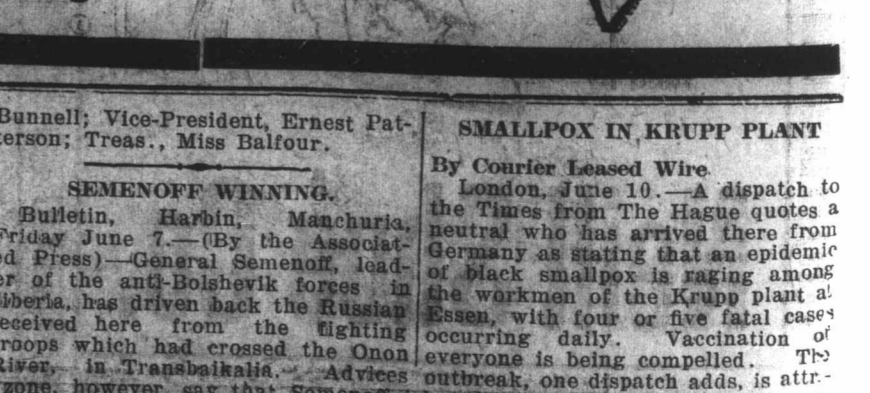 Bunnell; Vice-President, Ernest Pat-
erson; Treas., Miss Balfour.
SEMENOFF WINNING.
Bulletin, Harbin, Manchuria,
Friday June 7.—(By the Associat-
ed Press)—General Semenoff, lead-
er of the anti-Bolshevik forces in
iberia, has driven back the Russian
eceived here from the fighting
roops which had crossed the Onon
River, in Transbaikalia. Advices
zone, however, say that
SMALLPOX IN KRUPP PLANT
By Courier Leased Wire
London, June 10.—A dispatch to
the Times from The Hague quotes a
neutral who has arrived there from
Germany as stating that an epidemic
of black smallpox is raging among
the workmen of the Krupp plant at
Essen, with four or five fatal cases
occurring daily. Vaccination of
everyone is being compelled. The
outbreak, one dispatch adds, is attr-